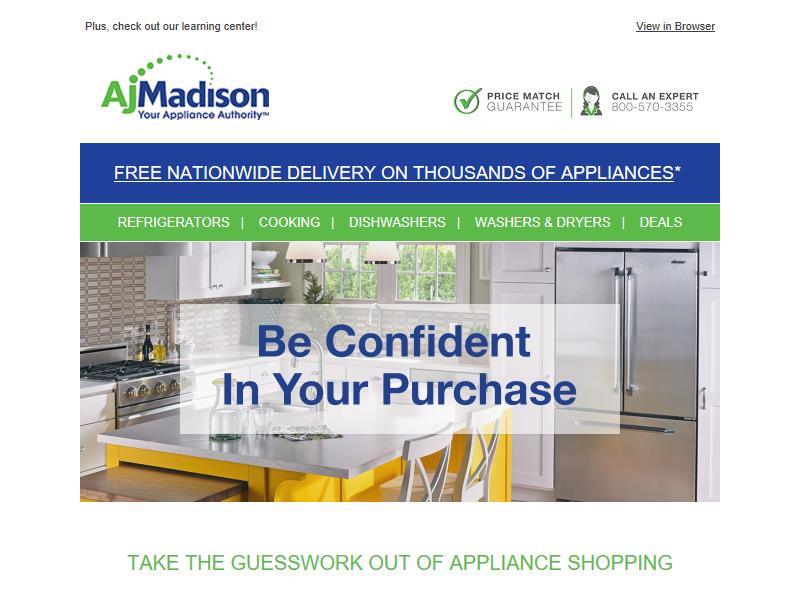 Plus, check out our learning center!
View in Browser
AjMadison
Your Appliance Authority™
PRICE MATCH
GUARANTEE
CALL AN EXPERT
800-570-3355
FREE NATIONWIDE DELIVERY ON THOUSANDS OF APPLIANCES*
REFRIGERATORS | COOKING | DISHWASHERS | WASHERS & DRYERS | DEALS
Be Confident
In Your Purchase
TAKE THE GUESSWORK OUT OF APPLIANCE SHOPPING